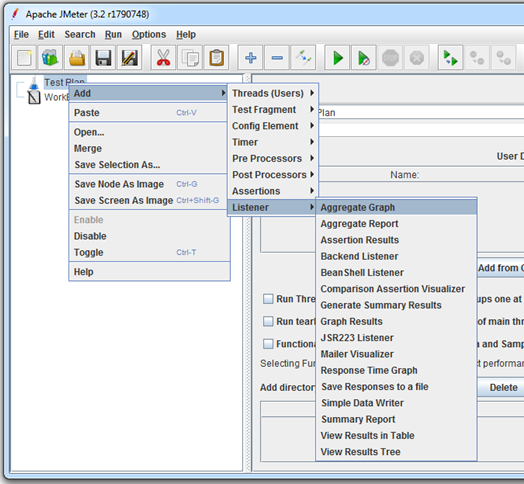 Apache JMeter (3.2 r1790748)
File Edit Search Run Options Help
Test Plan
Add
Paste Ctrl-V
Open...
Merge
Save Selection As...
Save Node As Image Ctrl-G
Save Screen As Image Ctrl+Shift-G
Enable
Disable
Toggle Ctrl-T
Help
Threads (Users)
Test Fragment
Config Element
Timer
Pre Processors
Post Processors
Assertions
Listener
Aggregate Graph
Aggregate Report
Assertion Results
Backend Listener
BeanShell Listener
Comparison Assertion Visualizer
Generate Summary Results
Graph Results
JSR223 Listener
Mailer Visualizer
Response Time Graph
Save Responses to a file
Simple Data Writer
Summary Report
View Results in Table
View Results Tree
Plan
User D
Name:
Add from C
Run Thre
ups one at
Run tear
of main thr
Functiona
and Samp
Selecting Fun
ct performa
Add director
Delete